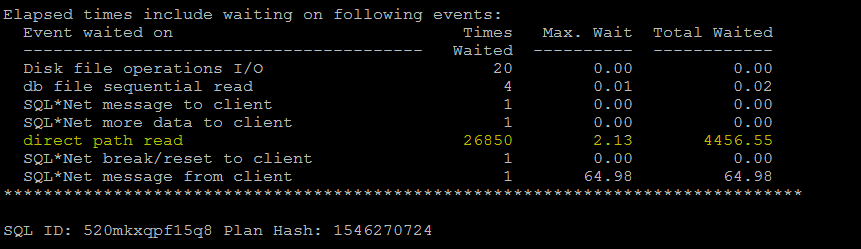 Elapsed times include waiting on following events:
  Event waited on                             Times   Max. Wait  Total Waited
  ----------------------------------------   Waited  ----------  ------------
  Disk file operations I/O                       20        0.00          0.00
  db file sequential read                         4        0.01          0.02
  SQL*Net message to client                       1        0.00          0.00
  SQL*Net more data to client                     1        0.00          0.00
  direct path read                            26850        2.13       4456.55
  SQL*Net break/reset to client                   1        0.00          0.00
  SQL*Net message from client                     1       64.98         64.98
********************************************************************************
SQL ID: 520mkxqpf15q8 Plan Hash: 1546270724